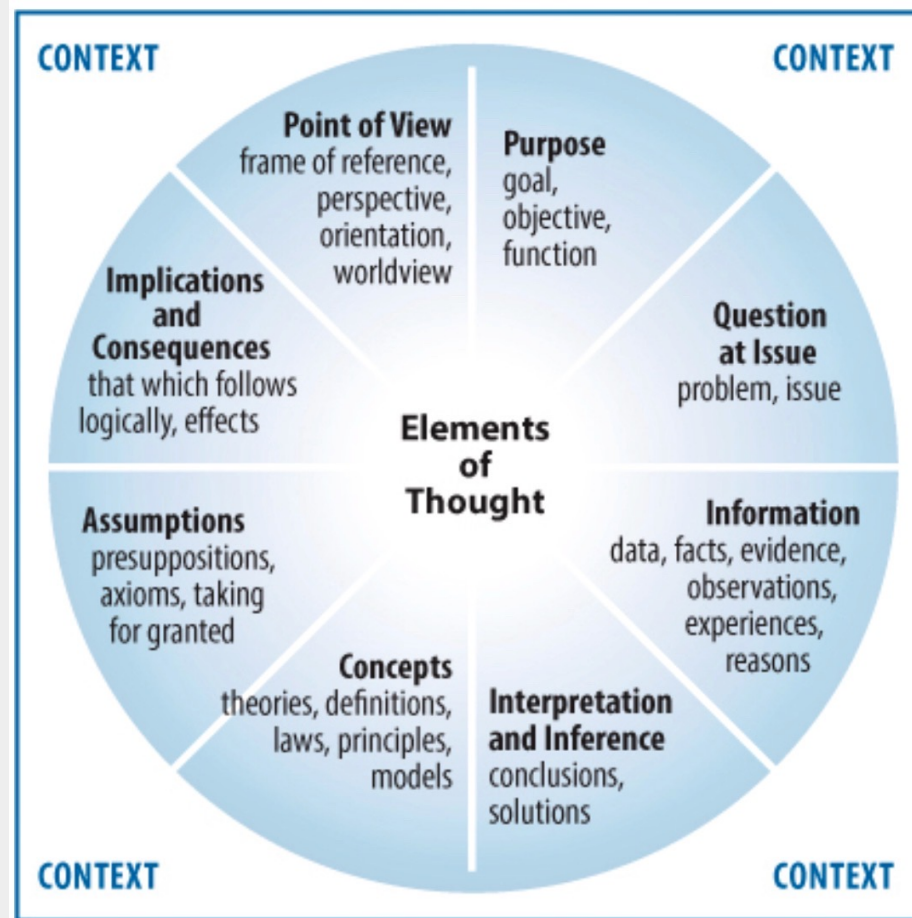 CONTEXT
CONTEXT
Point of View
frame of reference,
perspective,
orientation,
worldview
Purpose
goal,
objective,
function
Question
at Issue
problem, issue
Information
data, facts, evidence,
observations,
experiences,
reasons
Interpretation
and Inference
conclusions,
solutions
Concepts
theories, definitions,
laws, principles,
models
Assumptions
presuppositions,
axioms, taking
for granted
Implications
and
Consequences
that which follows
logically, effects
Elements
of
Thought
CONTEXT
CONTEXT